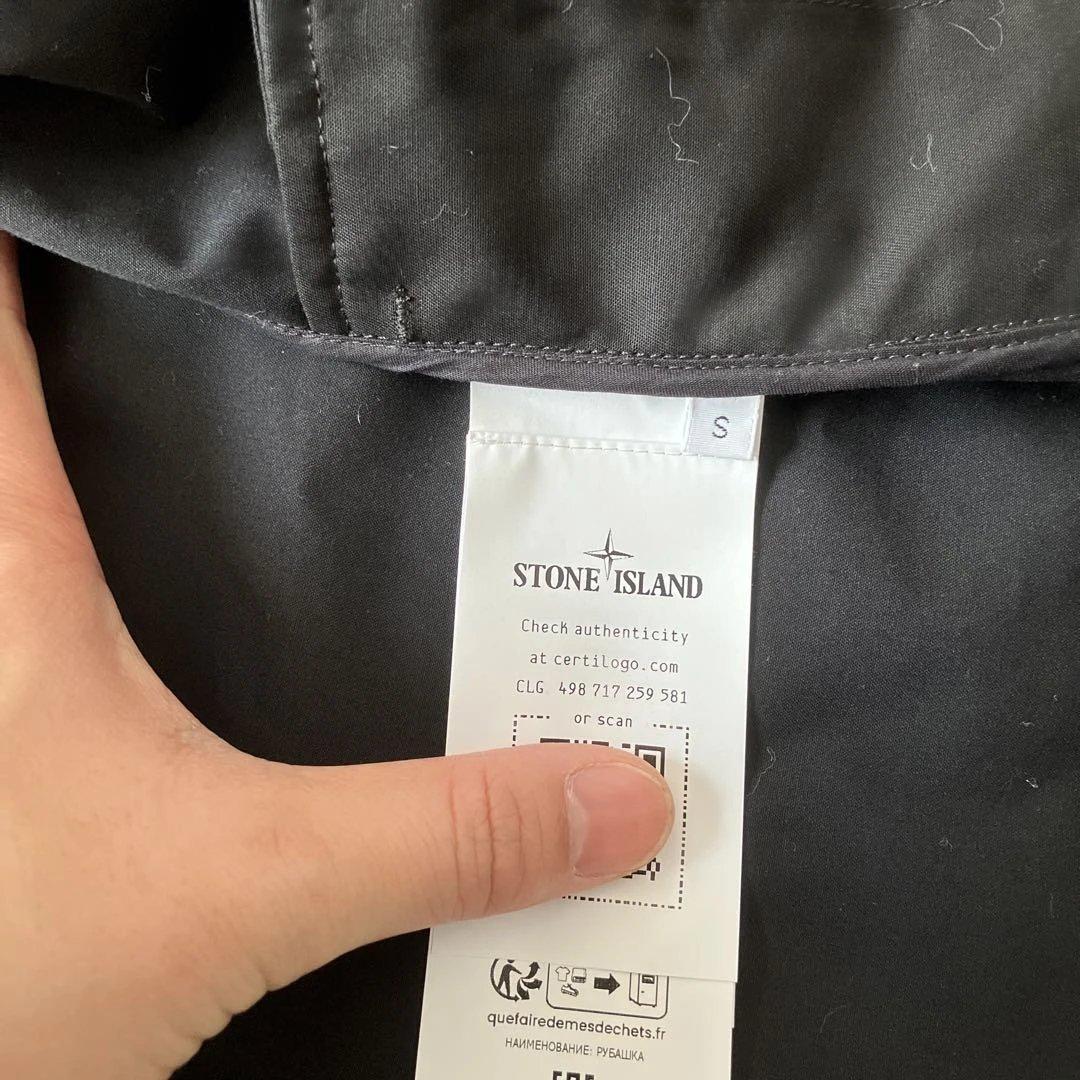 S
STONE ISLAND
Check authenticity
at certilogo.com
CLG 498 717 259 581
or scan
quefairedemesdechets.fr
НАИМЕНОВАНИЕ: РУБАШКА